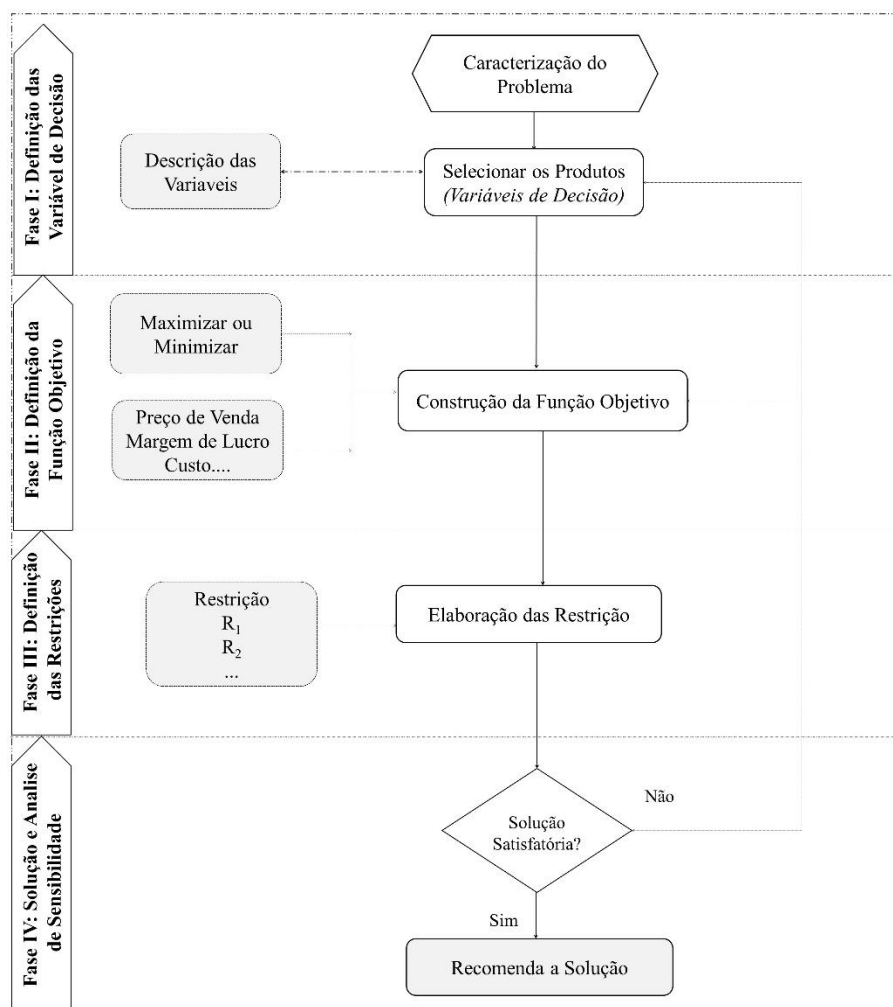 Fase I: Definição das
Variável de Decisão
Caracterização do
Problema
Descrição das
Variaveis
Selecionar os Produtos
(Variáveis de Decisão)
Fase II: Definição da
Função Objetivo
Maximizar ou
Minimizar
Construção da Função Objetivo
Preço de Venda
Margem de Lucro
Custo....
Fase III: Definição
das Restrições
Restrição
R₁
R₂
...
Elaboração das Restrição
Fase IV: Solução e Analise
de Sensibilidade
Solução
Satisfatória?
Não
Sim
Recomenda a Solução